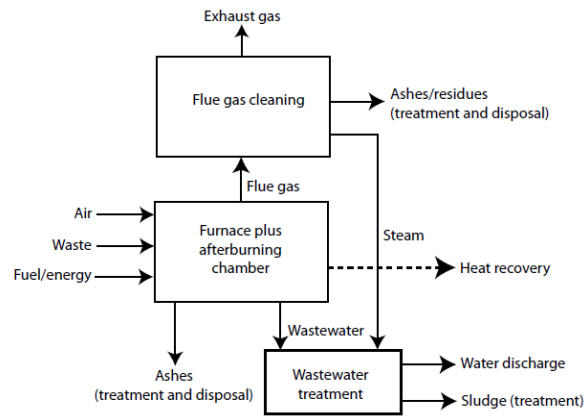 Exhaust gas
Flue gas cleaning
Ashes/residues
(treatment and disposal)
Flue gas
Air
Waste
Fuel/energy
Furnace plus
afterburning
chamber
Steam
Heat recovery
Wastewater
Ashes
(treatment and disposal)
Wastewater
treatment
Water discharge
Sludge (treatment)